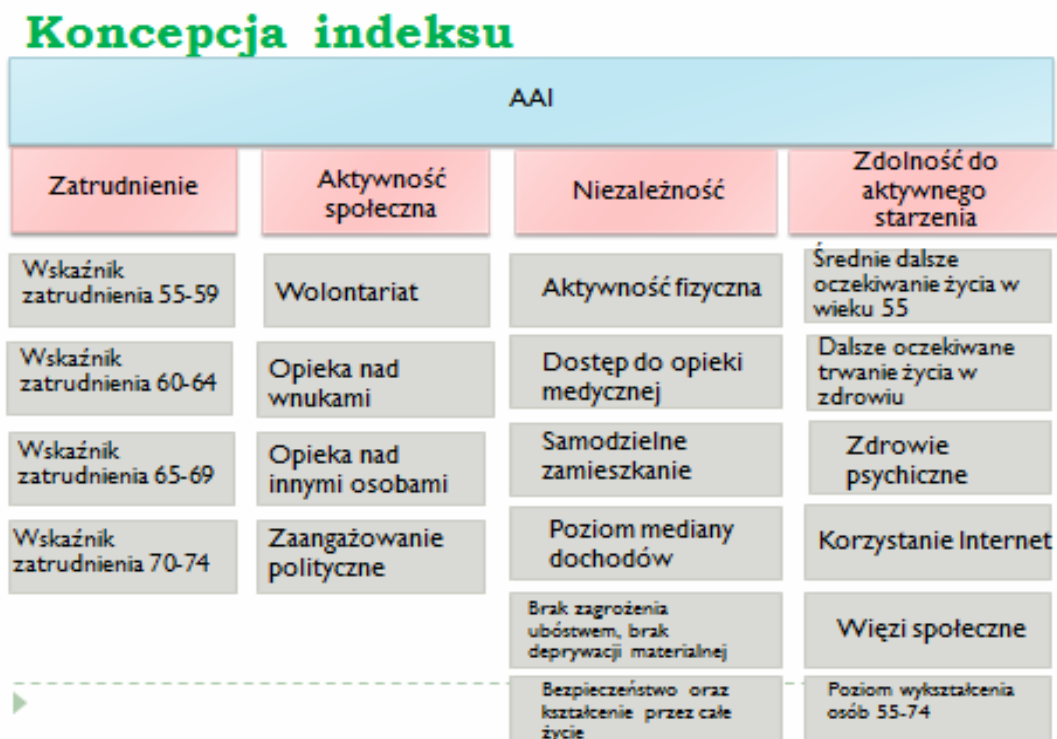 Koncepcja indeksu
AAI
Zatrudnienie
Wskaźnik
zatrudnienia 55-59
Wskaźnik
zatrudnienia 60-64
Wskaźnik
zatrudnienia 65-69
Wskaźnik
zatrudnienia 70-74
Aktywność
społeczna
Wolontariat
Opieka nad
wnukami
Opieka nad
innymi osobami
Zaangażowanie
polityczne
Niezależność
Aktywność fizyczna
Dostęp do opieki
medycznej
Samodzielne
zamieszkanie
Poziom mediany
dochodów
Brak zagrożenia
ubóstwem, brak
deprywacji materialnej
Bezpieczeństwo oraz
kształcenie przez całe
życie
Zdolność do
aktywnego
starzenia
Średnie dalsze
oczekiwanie życia w
wieku 55
Dalsze oczekiwane
trwanie życia w
zdrowiu
Zdrowie
psychiczne
Korzystanie Internet
Więzi społeczne
Poziom wykształcenia
osób 55-74